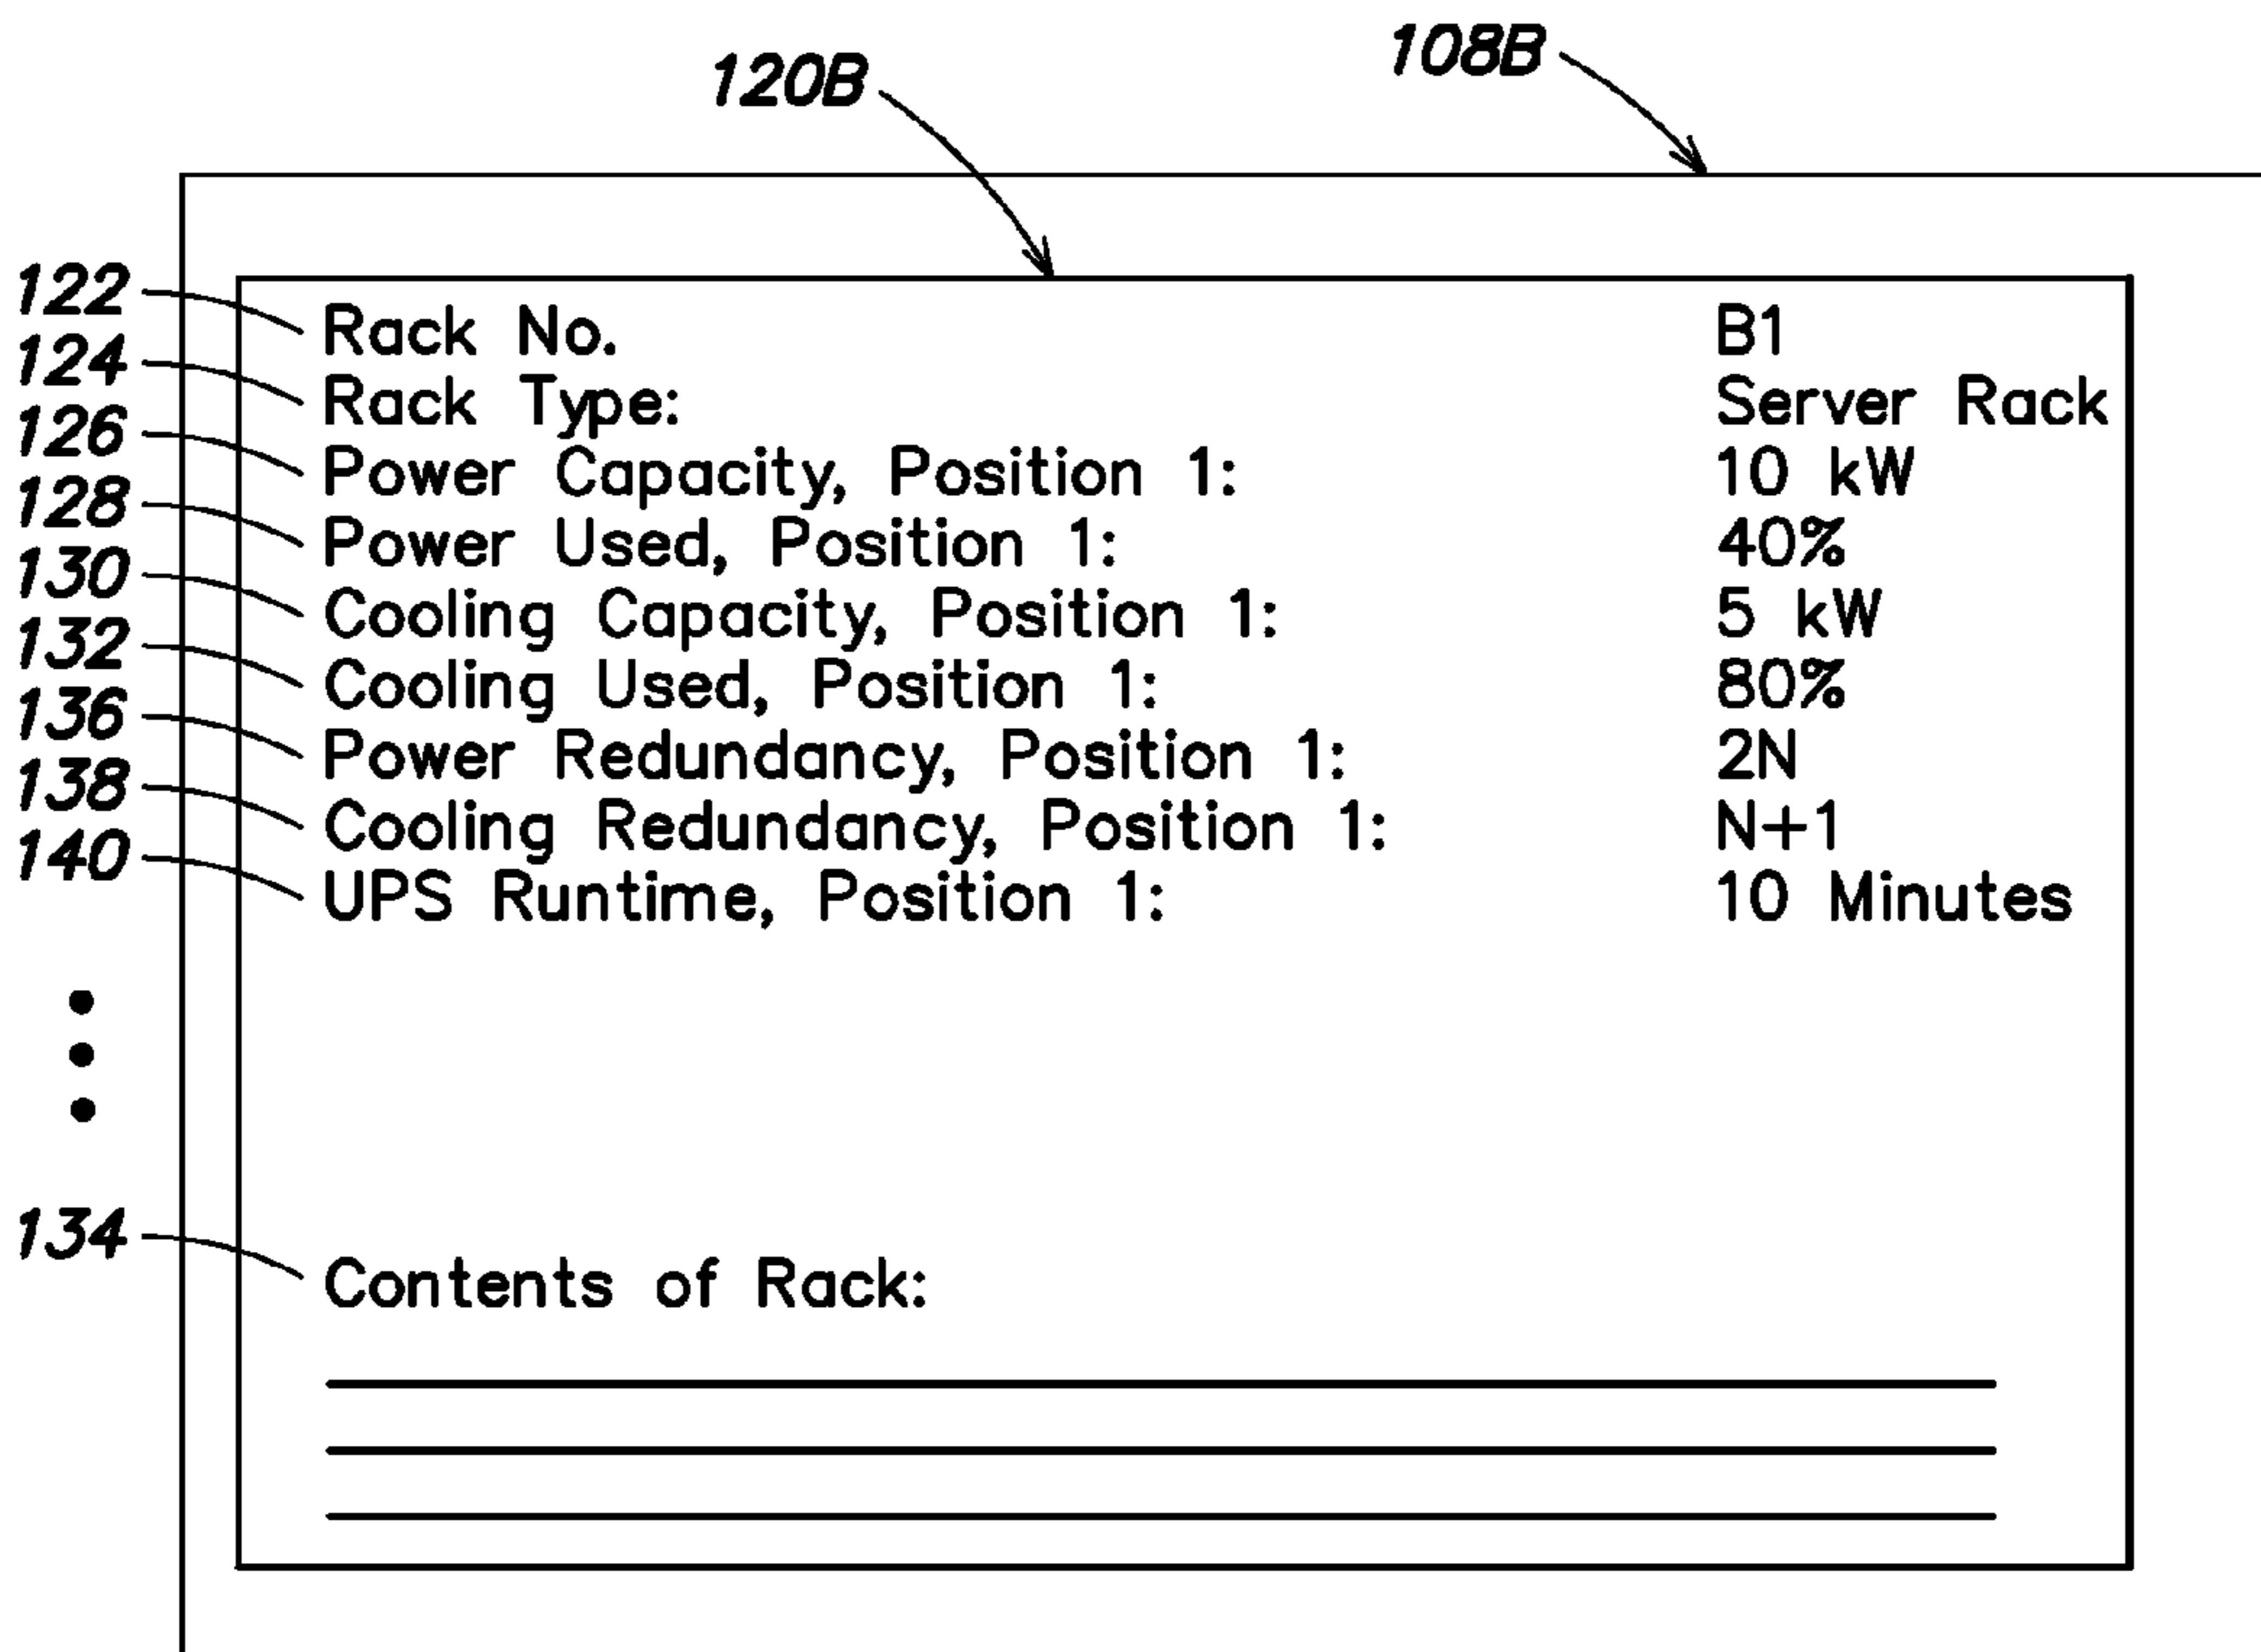 120B 108B
122 Rack No. B1
124 Rack Type: Server Rack
126 Power Capacity, Position 1: 10 kW
128 Power Used, Position 1: 40%
130 Cooling Capacity, Position 1: 5 kW
132 Cooling Used, Position 1: 80%
136 Power Redundancy, Position 1: 2N
138 Cooling Redundancy, Position 1: N+1
140 UPS Runtime, Position 1: 10 Minutes
134 Contents of Rack: